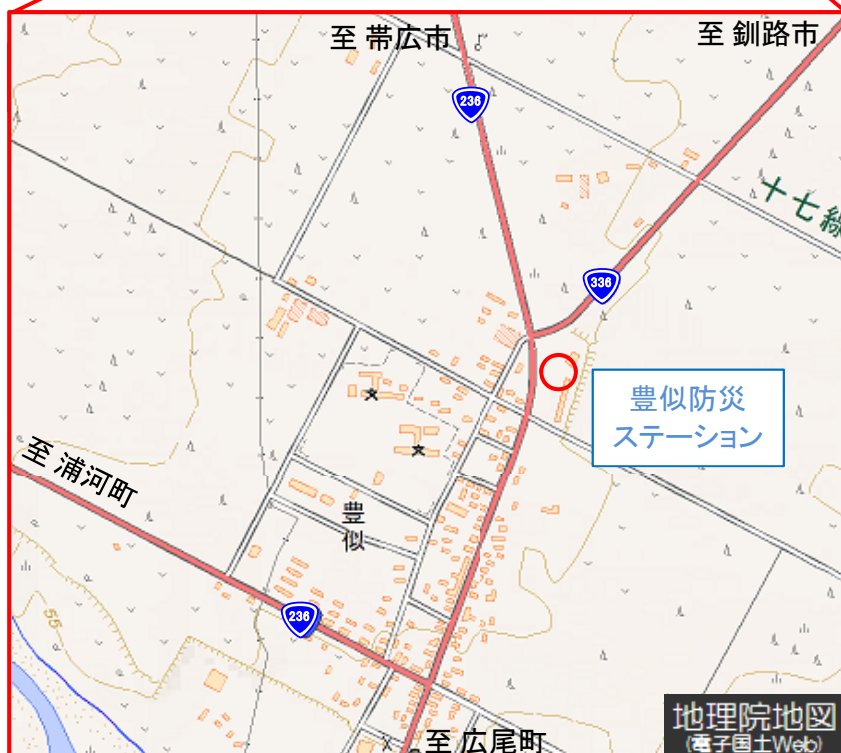 至 帯広市
至 釧路市
236
十七線
336
豊似防災
ステーション
至 浦河町
豊似
236
55
至 広尾町
地理院地図
(電子国土Web)